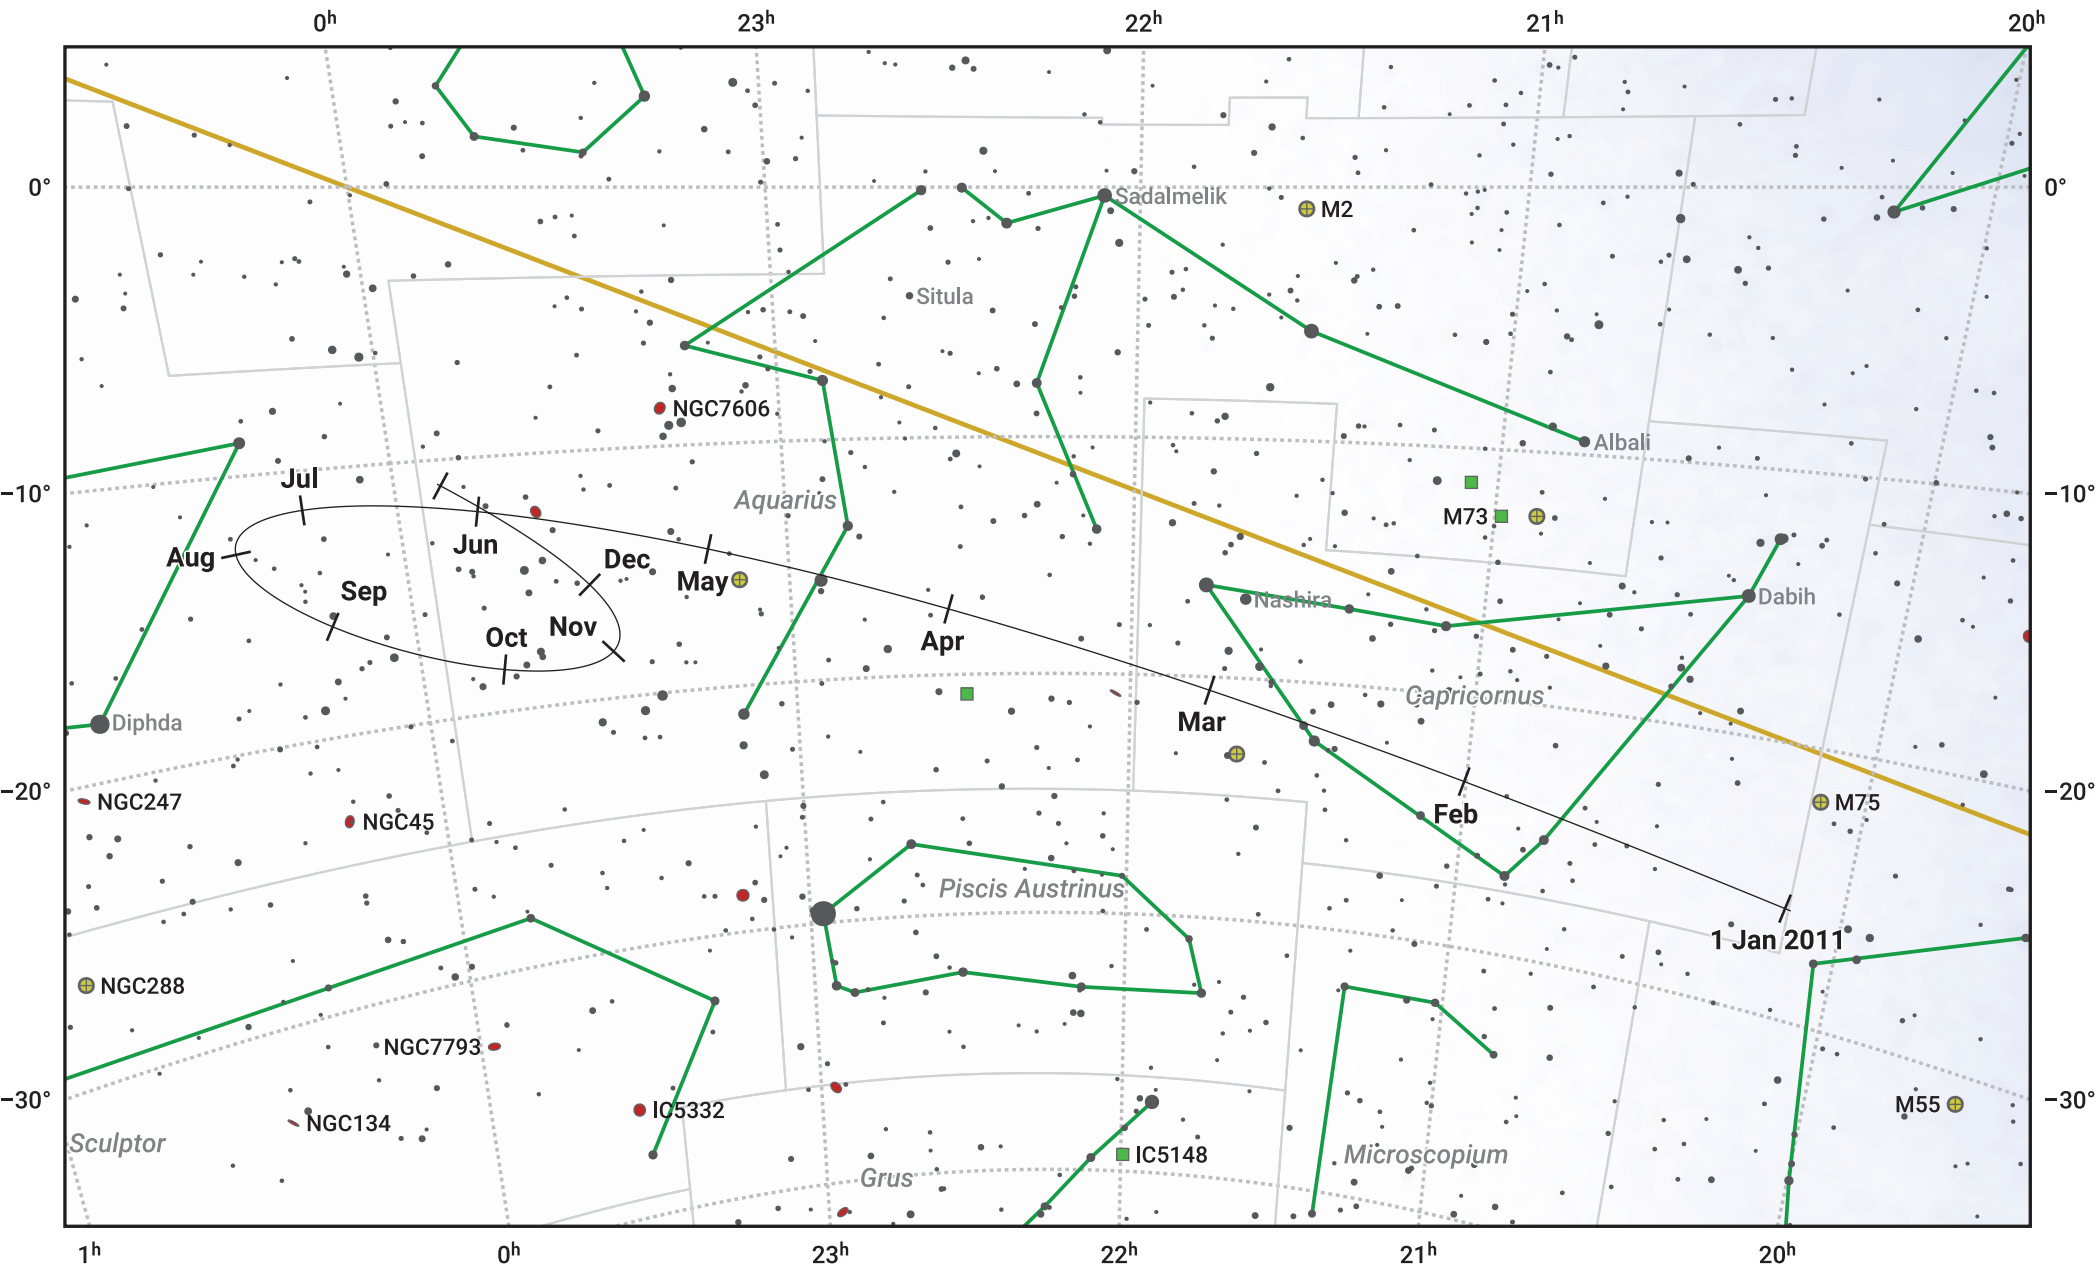 0ʰ 23ʰ 22ʰ 21ʰ 20ʰ
0° 0°
Sadalmelik
M2
Situla
NGC7606
Albali
Jul
−10° −10°
Aquarius
M73
Jun
Aug
Dec
May
Sep
Nashira
Dabih
Nov
Oct
Apr
Capricornus
Diphda
Mar
−20° −20°
NGC247
M75
Feb
NGC45
Piscis Austrinus
1 Jan 2011
NGC288
NGC7793
−30° −30°
M55
IC5332
NGC134
Sculptor
IC5148
Microscopium
Grus
1ʰ 0ʰ 23ʰ 22ʰ 21ʰ 20ʰ